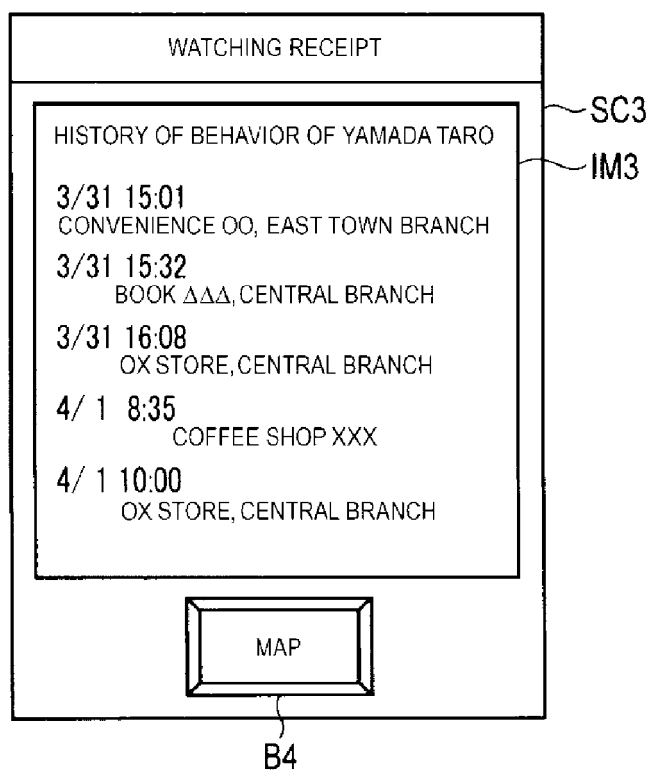 WATCHING RECEIPT
SC3
HISTORY OF BEHAVIOR OF YAMADA TARO
IM3
3/31 15:01
CONVENIENCE OO, EAST TOWN BRANCH
3/31 15:32
BOOK ΔΔΔ, CENTRAL BRANCH
3/31 16:08
OX STORE, CENTRAL BRANCH
4/ 1 8:35
COFFEE SHOP XXX
4/ 1 10:00
OX STORE, CENTRAL BRANCH
MAP
B4